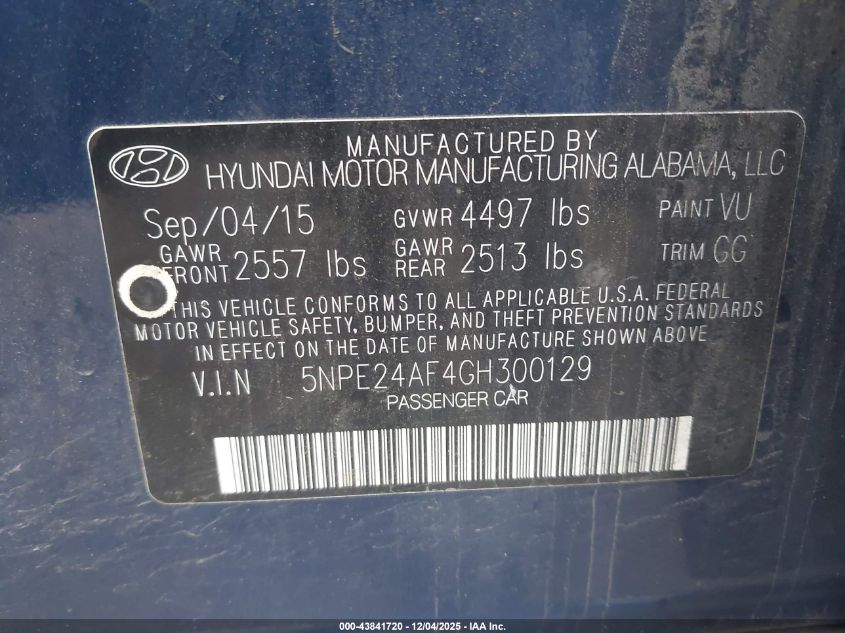 MANUFACTURED BY
HYUNDAI MOTOR MANUFACTURING ALABAMA, LLC
Sep/04/15 GVWR 4497 lbs PAINT VU
GAWR FRONT 2557 lbs GAWR REAR 2513 lbs TRIM GG
THIS VEHICLE CONFORMS TO ALL APPLICABLE U.S.A. FEDERAL
MOTOR VEHICLE SAFETY, BUMPER, AND THEFT PREVENTION STANDARDS
IN EFFECT ON THE DATE OF MANUFACTURE SHOWN ABOVE
V.I.N 5NPE24AF4GH300129
PASSENGER CAR
000-43841720 - 12/04/2025 - IAA Inc.